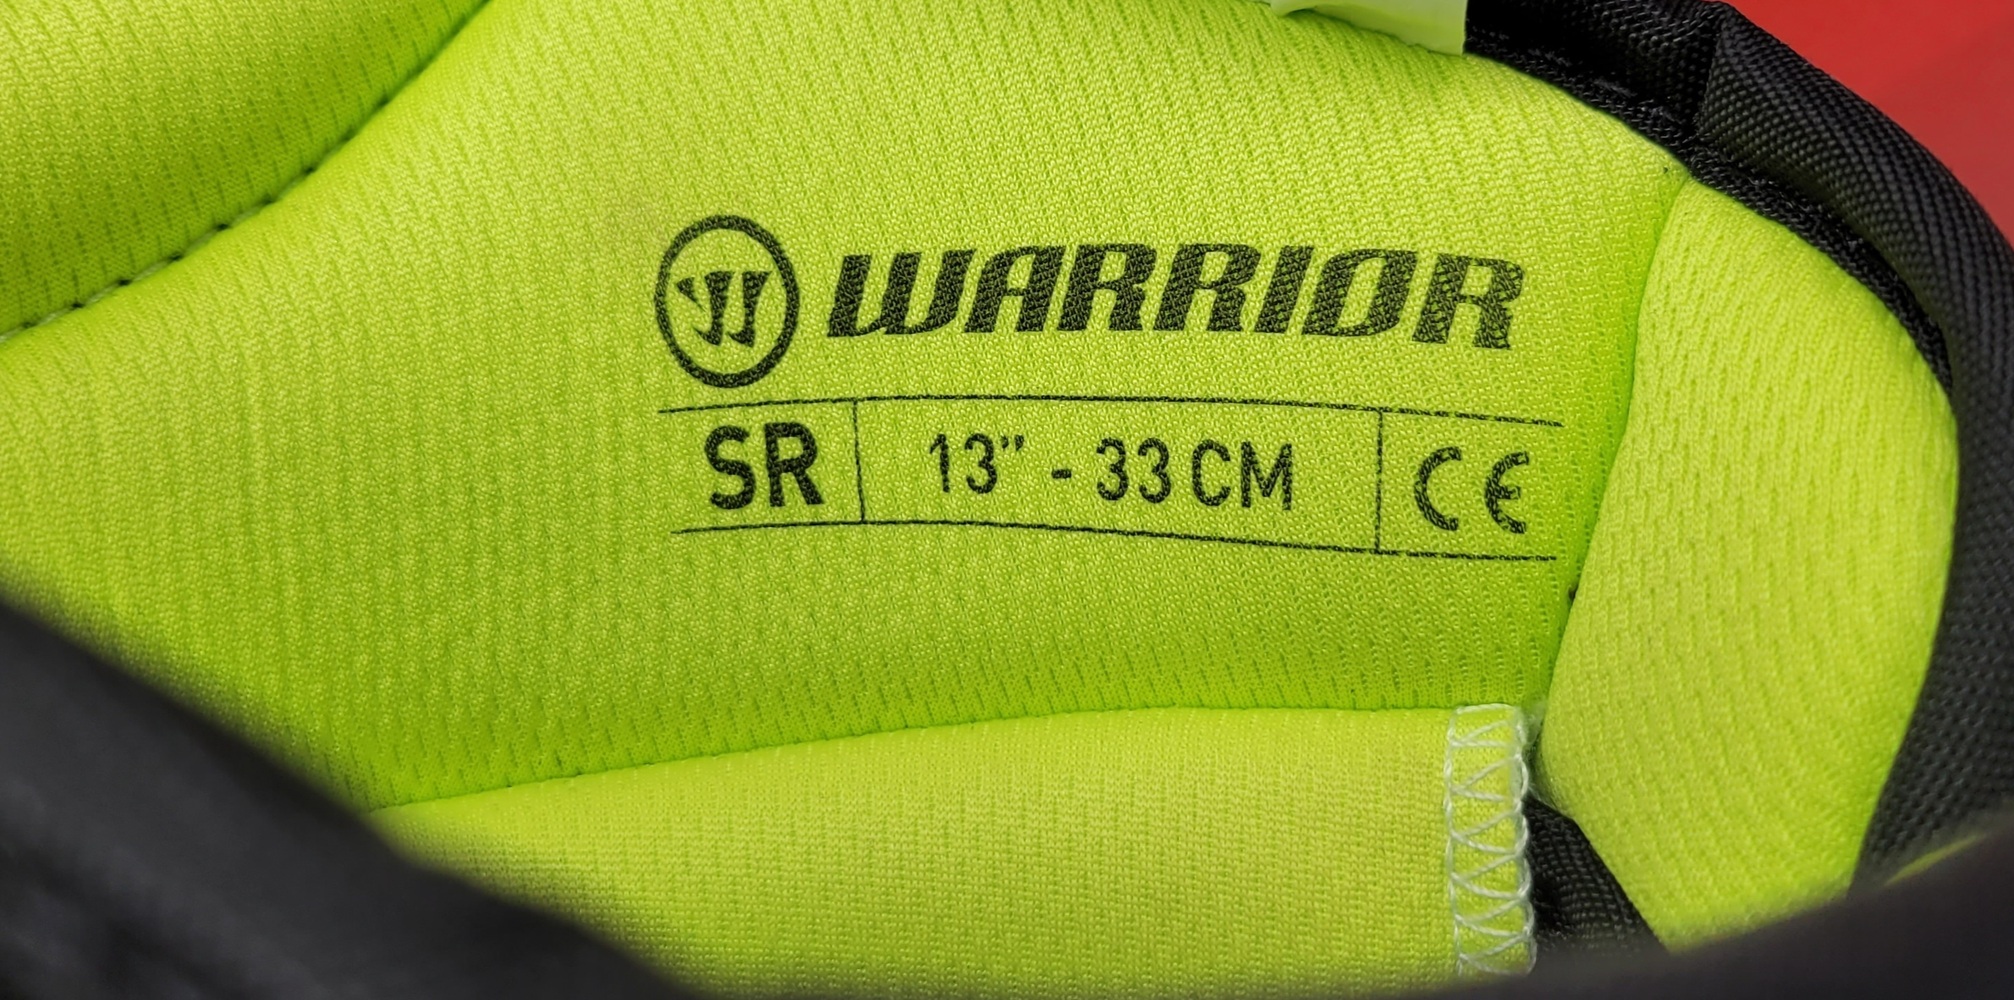 W WARRIOR
SR 13” - 33 CM CE